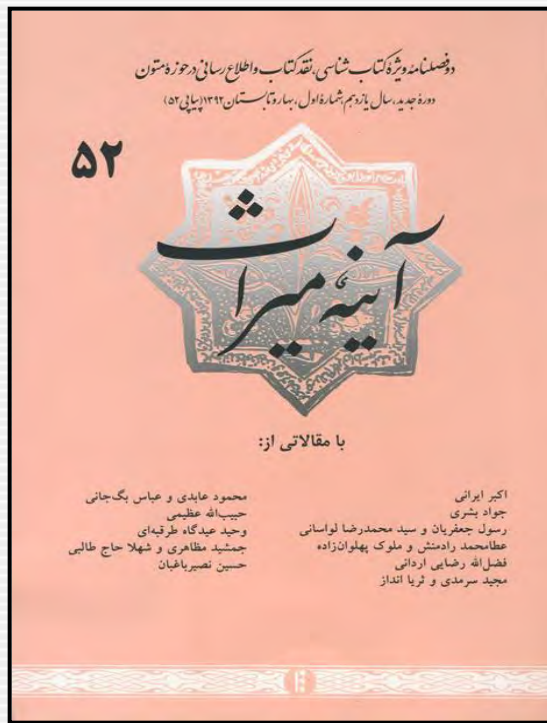 دو فصلنامهٔ ویژهٔ کتاب شناسی، نقد کتاب و اطلاع رسانی در حوزهٔ متون
دورهٔ جدید، سال یازدهم، شمارهٔ اول، بهار و تابستان ۱۳۹۲ (پیاپی ۵۲)
۵۲
آینهٔ میراث
با مقالاتی از:
اکبر ایرانی
جواد بشری
رسول جعفریان و سید محمدرضا لواسانی
عطامحمد رادمنش و ملوک پهلوان‌زاده
فضل‌الله رضایی اردانی
مجید سرمدی و ثریا انداز
محمود عابدی و عباس بگ‌جانی
حبیب‌الله عظیمی
وحید عیدگاه طرقبه‌ای
جمشید مظاهری و شهلا حاج طالبی
حسین نصیرباغبان